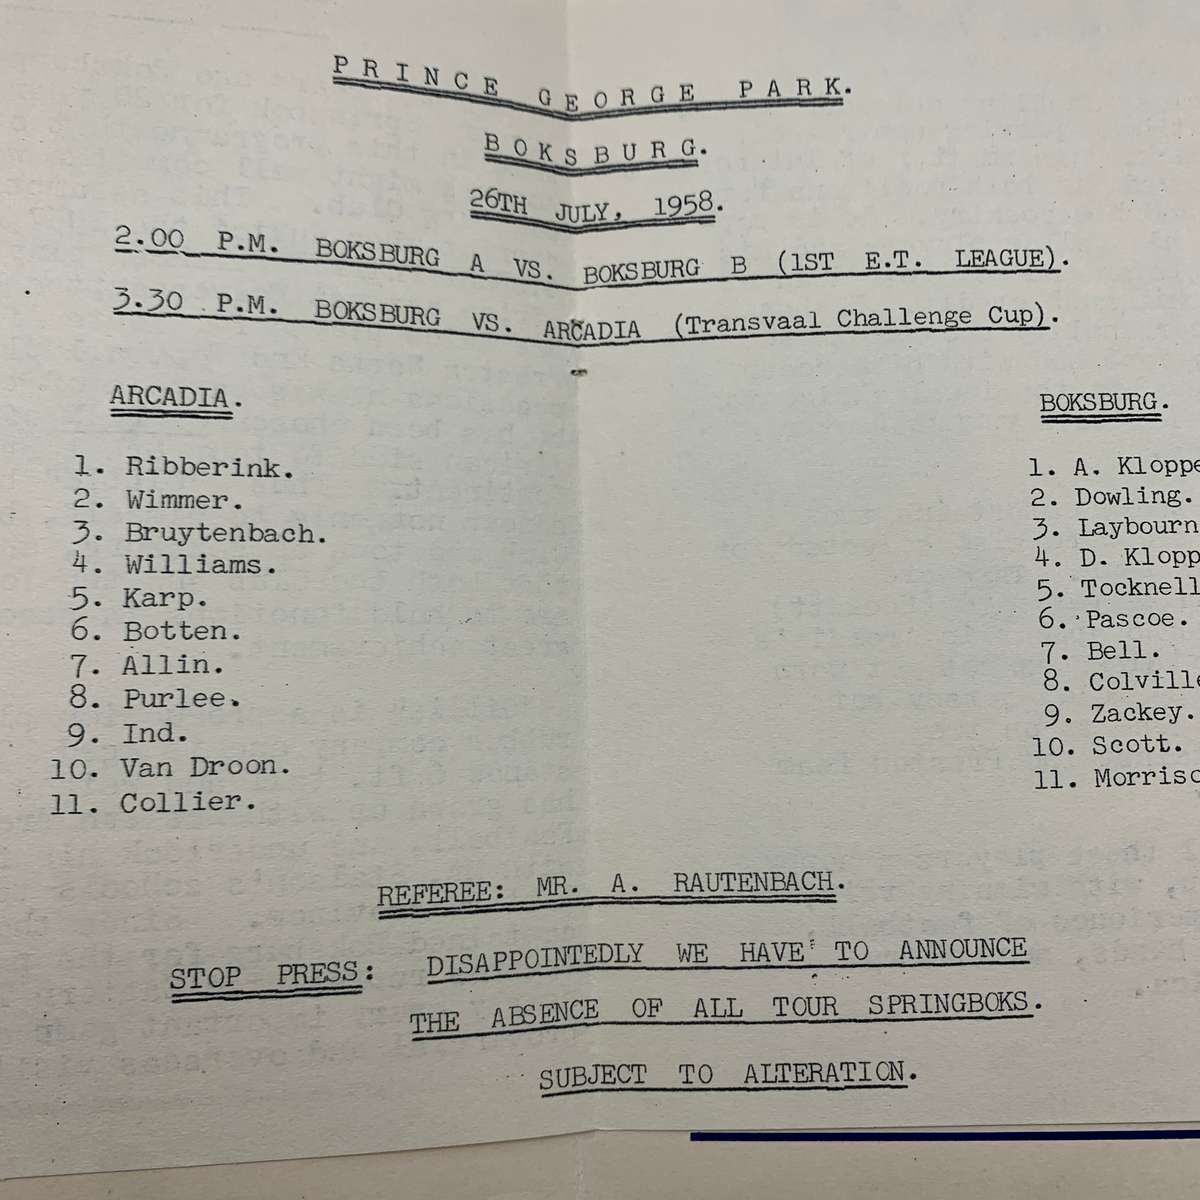 PRINCE GEORGE PARK.
BOKSBURG.
26TH JULY, 1958.
2.00 P.M. BOKSBURG A VS. BOKSBURG B (1ST E.T. LEAGUE).
3.30 P.M. BOKSBURG VS. ARCADIA (Transvaal Challenge Cup).
ARCADIA.
1. Ribberink.
2. Wimmer.
3. Bruytenbach.
4. Williams.
5. Karp.
6. Botten.
7. Allin.
8. Purlee.
9. Ind.
10. Van Droon.
11. Collier.
BOKSBURG.
1. A. Kloppe
2. Dowling.
3. Laybourn
4. D. Klopp
5. Tocknell
6. Pascoe.
7. Bell.
8. Colville
9. Zackey.
10. Scott.
11. Morriso
REFEREE: MR. A. RAUTENBACH.
STOP PRESS: DISAPPOINTEDLY WE HAVE TO ANNOUNCE
THE ABSENCE OF ALL TOUR SPRINGBOKS.
SUBJECT TO ALTERATION.